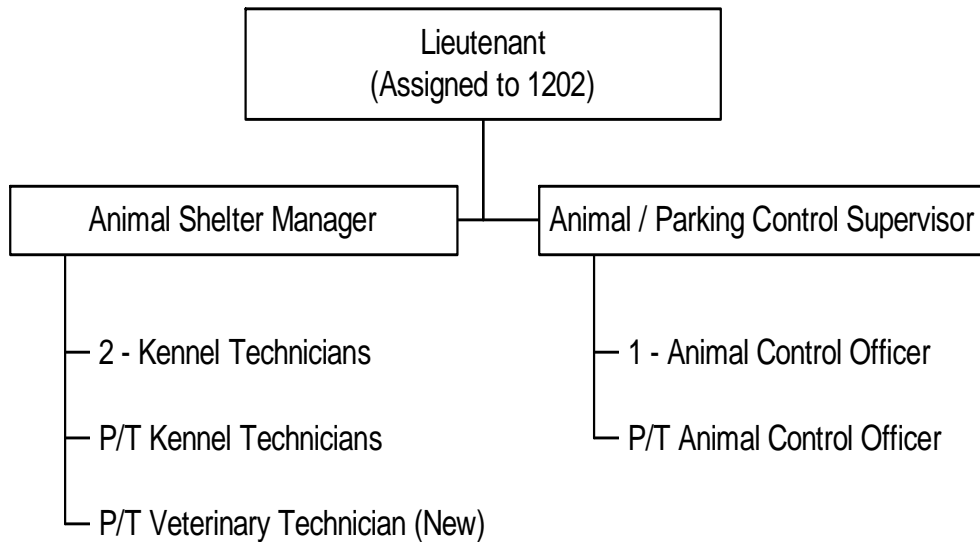 Lieutenant
(Assigned to 1202)
Animal Shelter Manager
Animal / Parking Control Supervisor
2 - Kennel Technicians
1 - Animal Control Officer
P/T Kennel Technicians
P/T Animal Control Officer
P/T Veterinary Technician (New)